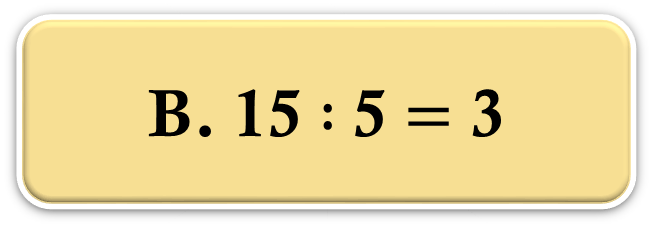 B. 15 : 5 = 3